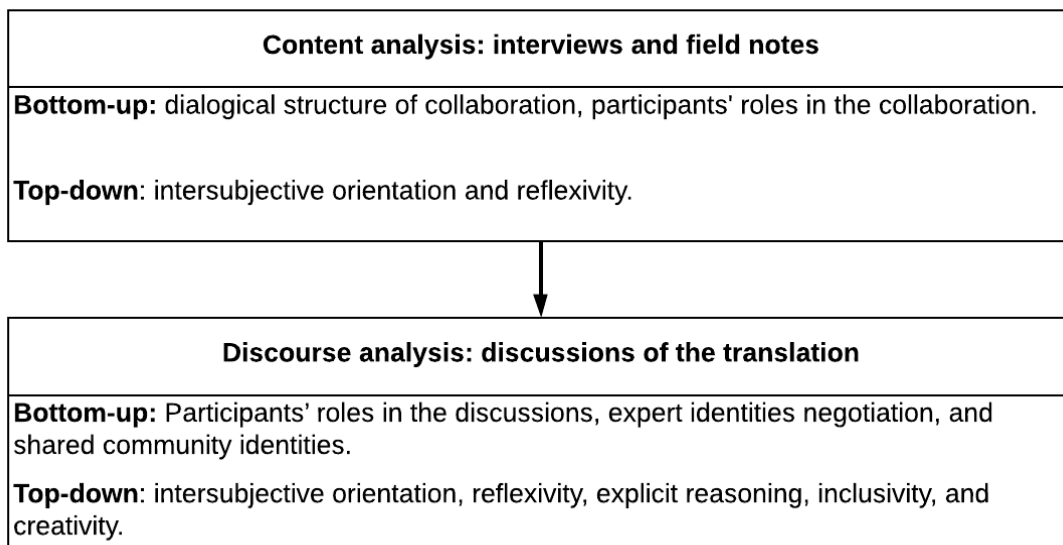 Content analysis: interviews and field notes
Bottom-up: dialogical structure of collaboration, participants' roles in the collaboration.
Top-down: intersubjective orientation and reflexivity.
Discourse analysis: discussions of the translation
Bottom-up: Participants’ roles in the discussions, expert identities negotiation, and
shared community identities.
Top-down: intersubjective orientation, reflexivity, explicit reasoning, inclusivity, and
creativity.